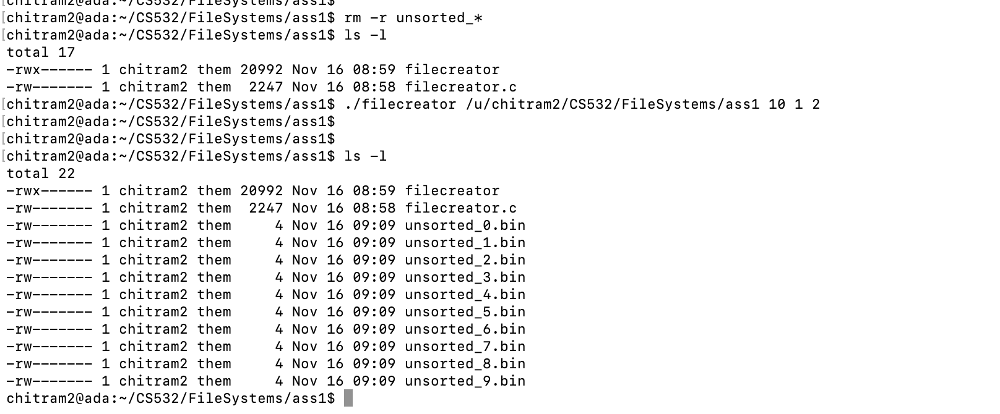 [chitram2@ada:~/CS532/FileSystems/ass1$
[chitram2@ada:~/CS532/FileSystems/ass1$ rm -r unsorted_*
[chitram2@ada:~/CS532/FileSystems/ass1$ ls -l
total 17
-rwx------ 1 chitram2 them 20992 Nov 16 08:59 filecreator
-rw------- 1 chitram2 them  2247 Nov 16 08:58 filecreator.c
[chitram2@ada:~/CS532/FileSystems/ass1$ ./filecreator /u/chitram2/CS532/FileSystems/ass1 10 1 2
[chitram2@ada:~/CS532/FileSystems/ass1$
[chitram2@ada:~/CS532/FileSystems/ass1$
[chitram2@ada:~/CS532/FileSystems/ass1$ ls -l
total 22
-rwx------ 1 chitram2 them 20992 Nov 16 08:59 filecreator
-rw------- 1 chitram2 them  2247 Nov 16 08:58 filecreator.c
-rw------- 1 chitram2 them     4 Nov 16 09:09 unsorted_0.bin
-rw------- 1 chitram2 them     4 Nov 16 09:09 unsorted_1.bin
-rw------- 1 chitram2 them     4 Nov 16 09:09 unsorted_2.bin
-rw------- 1 chitram2 them     4 Nov 16 09:09 unsorted_3.bin
-rw------- 1 chitram2 them     4 Nov 16 09:09 unsorted_4.bin
-rw------- 1 chitram2 them     4 Nov 16 09:09 unsorted_5.bin
-rw------- 1 chitram2 them     4 Nov 16 09:09 unsorted_6.bin
-rw------- 1 chitram2 them     4 Nov 16 09:09 unsorted_7.bin
-rw------- 1 chitram2 them     4 Nov 16 09:09 unsorted_8.bin
-rw------- 1 chitram2 them     4 Nov 16 09:09 unsorted_9.bin
chitram2@ada:~/CS532/FileSystems/ass1$